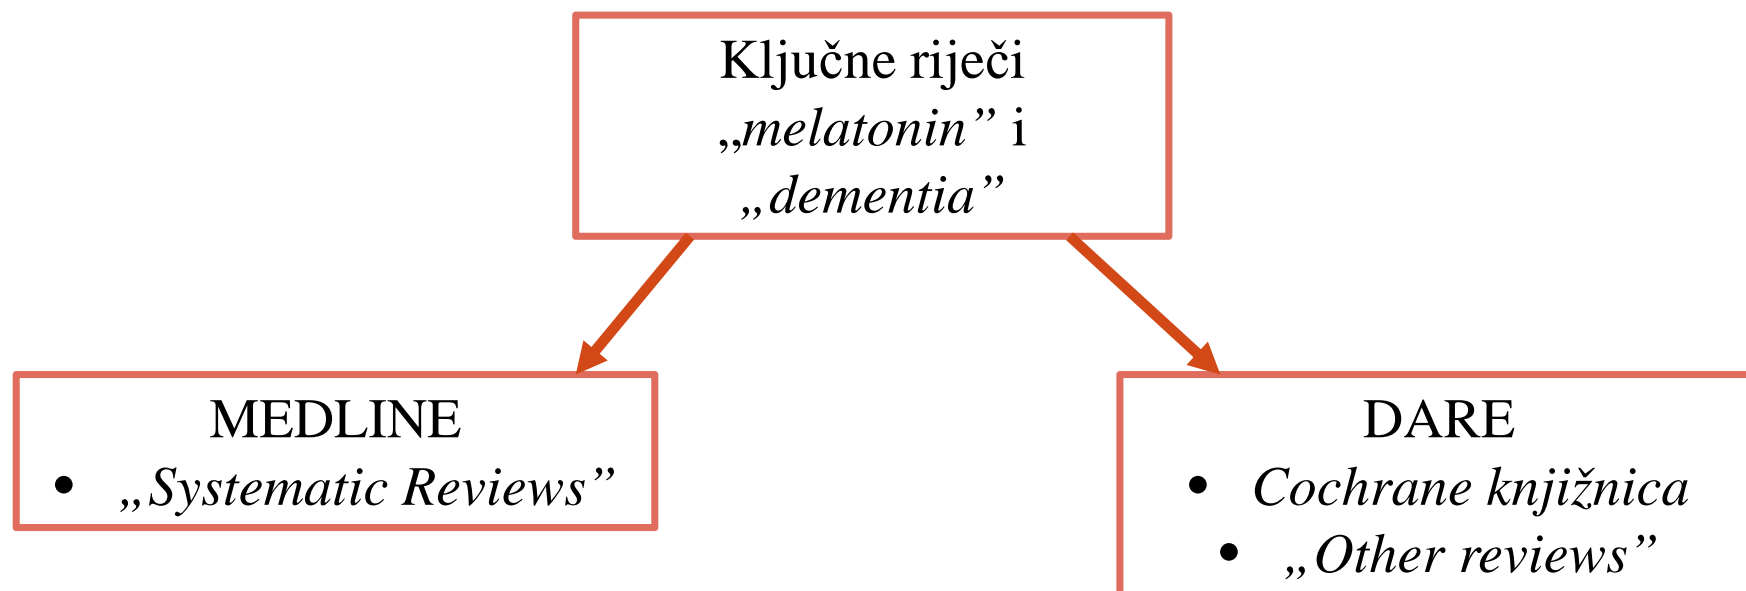 Ključne riječi
„melatonin” i
„dementia”
MEDLINE
• „Systematic Reviews”
DARE
• Cochrane knjižnica
• „Other reviews”